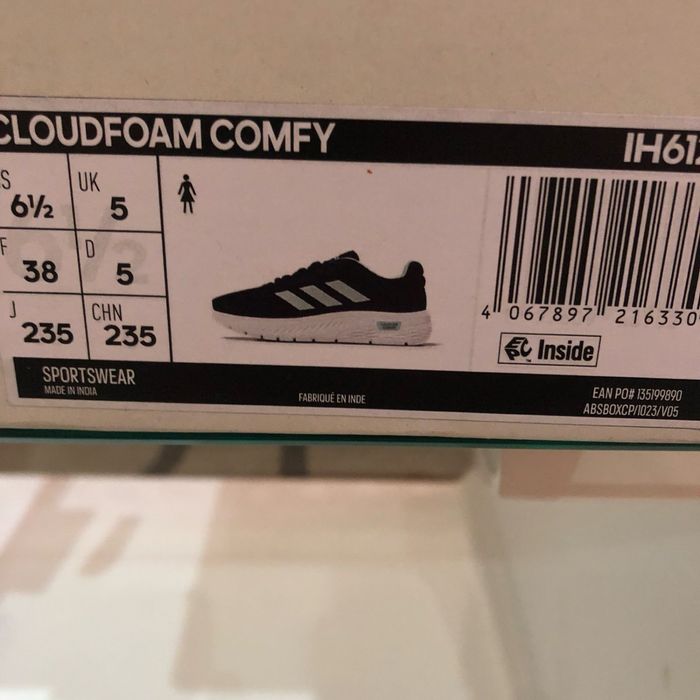 CLOUDFOAM COMFY
IH612
S 6½ UK 5
F 38 D 5
J 235 CHN 235
4 067897 216330
Inside
SPORTSWEAR
MADE IN INDIA
FABRIQUÉ EN INDE
EAN PO# 135199890
ABSBOXCP/1023/V05